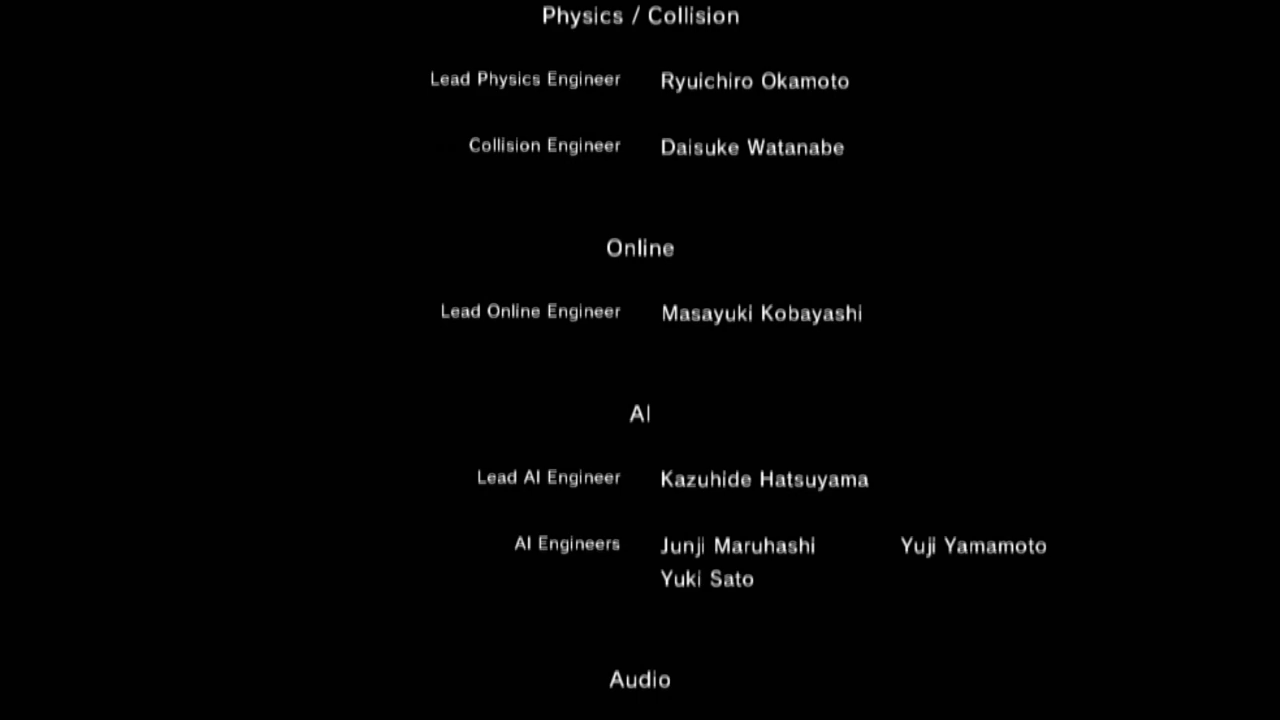 Physics / Collision
Lead Physics Engineer Ryuichiro Okamoto
Collision Engineer Daisuke Watanabe
Online
Lead Online Engineer Masayuki Kobayashi
AI
Lead AI Engineer Kazuhide Hatsuyama
AI Engineers Junji Maruhashi Yuji Yamamoto
Yuki Sato
Audio